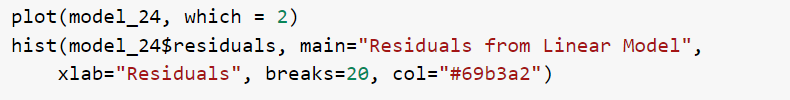 plot(model_24, which = 2)
hist(model_24$residuals, main="Residuals from Linear Model",
    xlab="Residuals", breaks=20, col="#69b3a2")